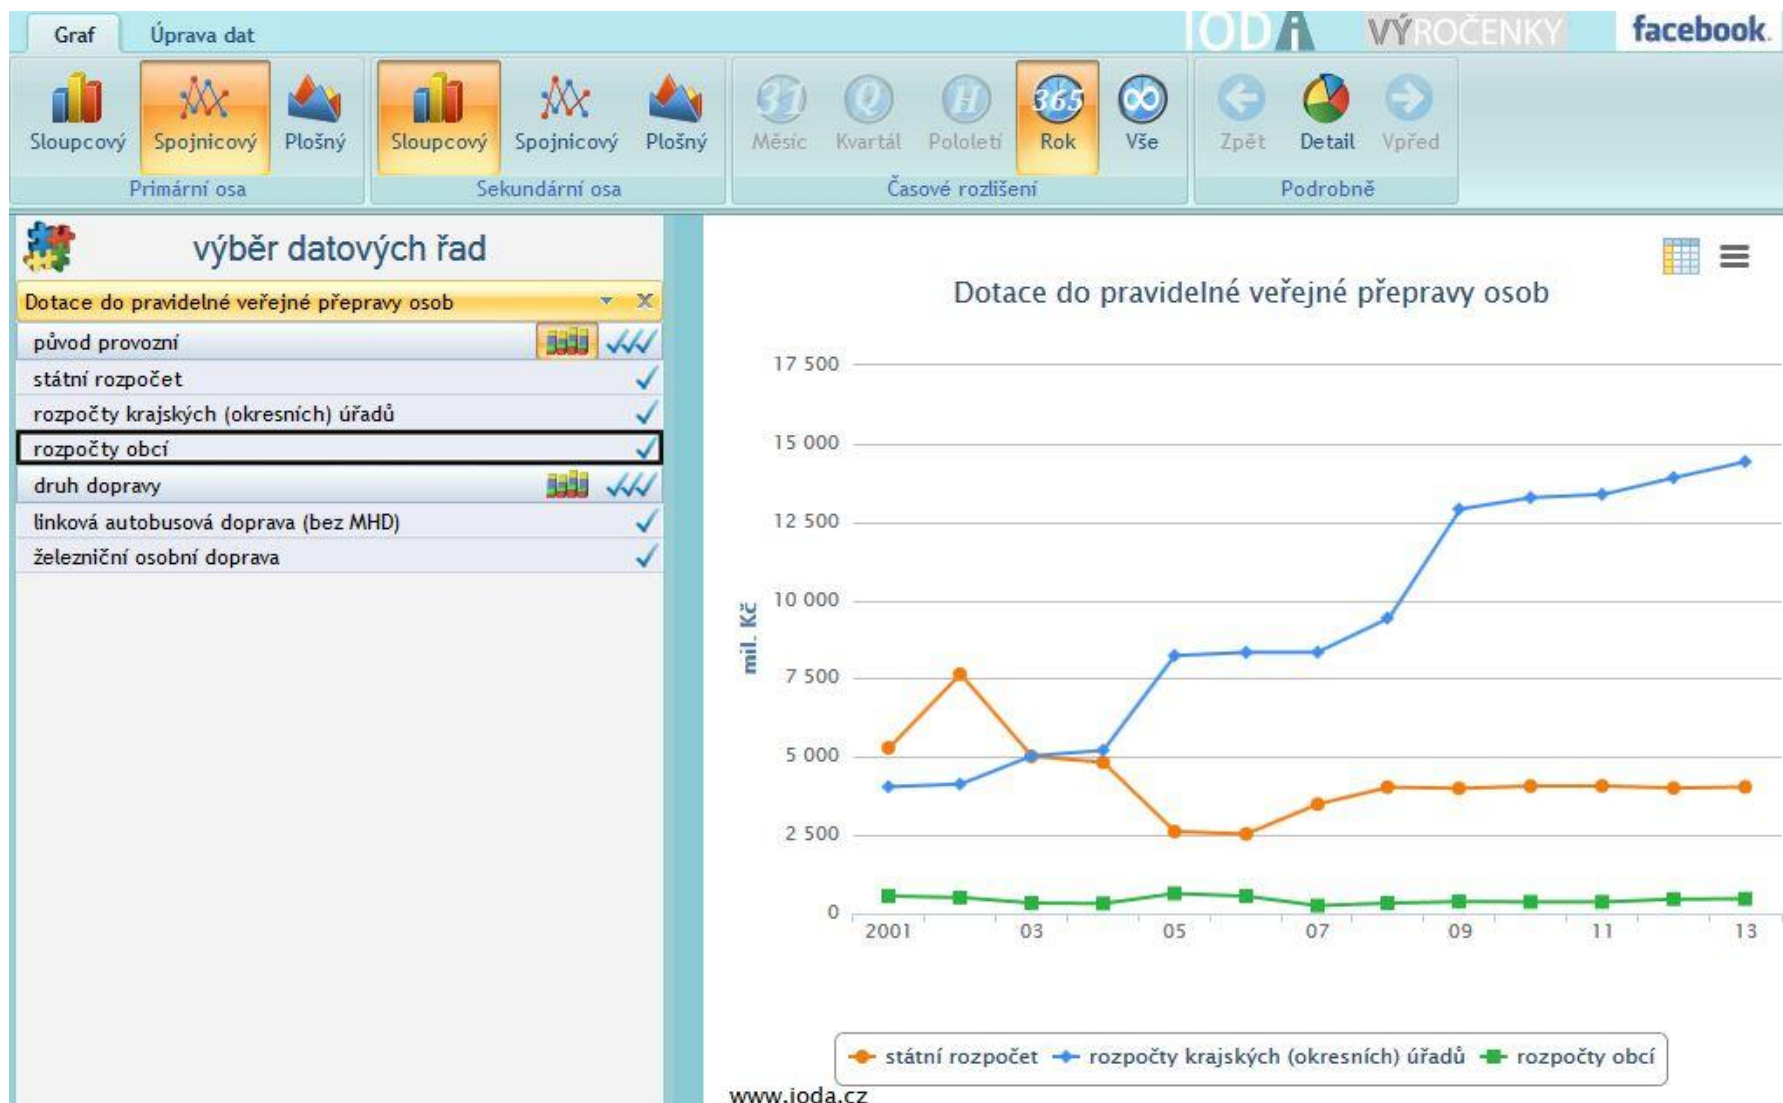 Graf Úprava dat
IODA VÝROČENKY facebook.
Sloupcový Spojnicový Plošný Sloupcový Spojnicový Plošný 31 Měsíc Q Kvartál H Pololetí 365 Rok Vše Zpět Detail Vpřed
Primární osa Sekundární osa Časové rozlišení Podrobně
výběr datových řad
Dotace do pravidelné veřejné přepravy osob
původ provozní
státní rozpočet
rozpočty krajských (okresních) úřadů
rozpočty obcí
druh dopravy
linková autobusová doprava (bez MHD)
železniční osobní doprava
Dotace do pravidelné veřejné přepravy osob
mil. Kč
17 500
15 000
12 500
10 000
7 500
5 000
2 500
0
2001 03 05 07 09 11 13
státní rozpočet rozpočty krajských (okresních) úřadů rozpočty obcí
www.ioda.cz